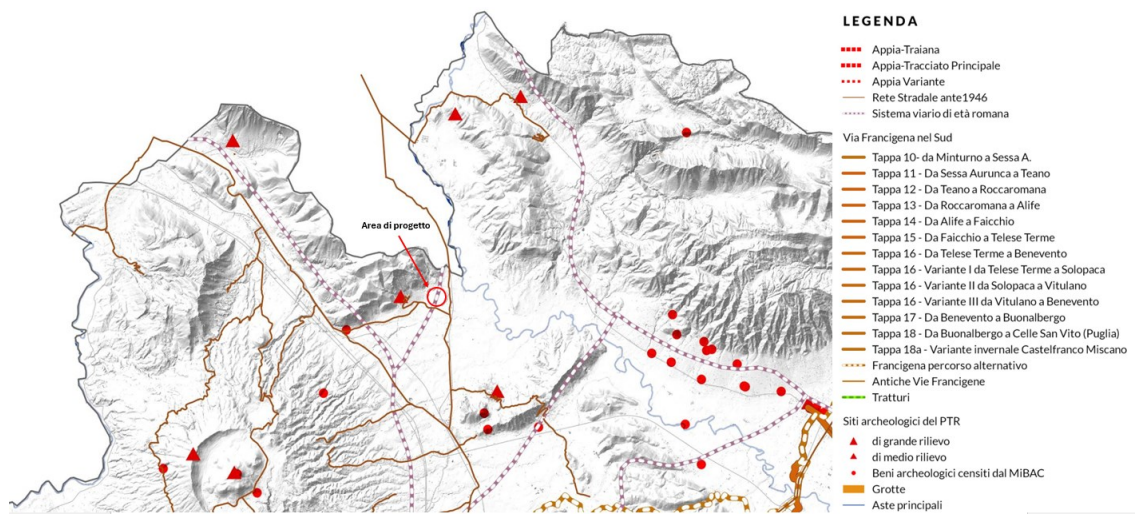 LEGENDA
Appia-Traiana
Appia-Tracciato Principale
Appia Variante
Rete Stradale ante1946
Sistema viario di età romana
Via Francigena nel Sud
Tappa 10- da Minturno a Sessa A.
Tappa 11 - Da Sessa Aurunca a Teano
Tappa 12 - Da Teano a Roccaromana
Tappa 13 - Da Roccaromana a Alife
Tappa 14 - Da Alife a Faicchio
Tappa 15 - Da Faicchio a Telese Terme
Tappa 16 - Da Telese Terme a Benevento
Tappa 16 - Variante I da Telese Terme a Solopaca
Tappa 16 - Variante II da Solopaca a Vitulano
Tappa 16 - Variante III da Vitulano a Benevento
Tappa 17 - Da Benevento a Buonalbergo
Tappa 18 - Da Buonalbergo a Celle San Vito (Puglia)
Tappa 18a - Variante invernale Castelfranco Miscano
Francigena percorso alternativo
Antiche Vie Francigene
Tratturi
Siti archeologici del PTR
di grande rilievo
di medio rilievo
Beni archeologici censiti dal MiBAC
Grotte
Aste principali
Area di progetto